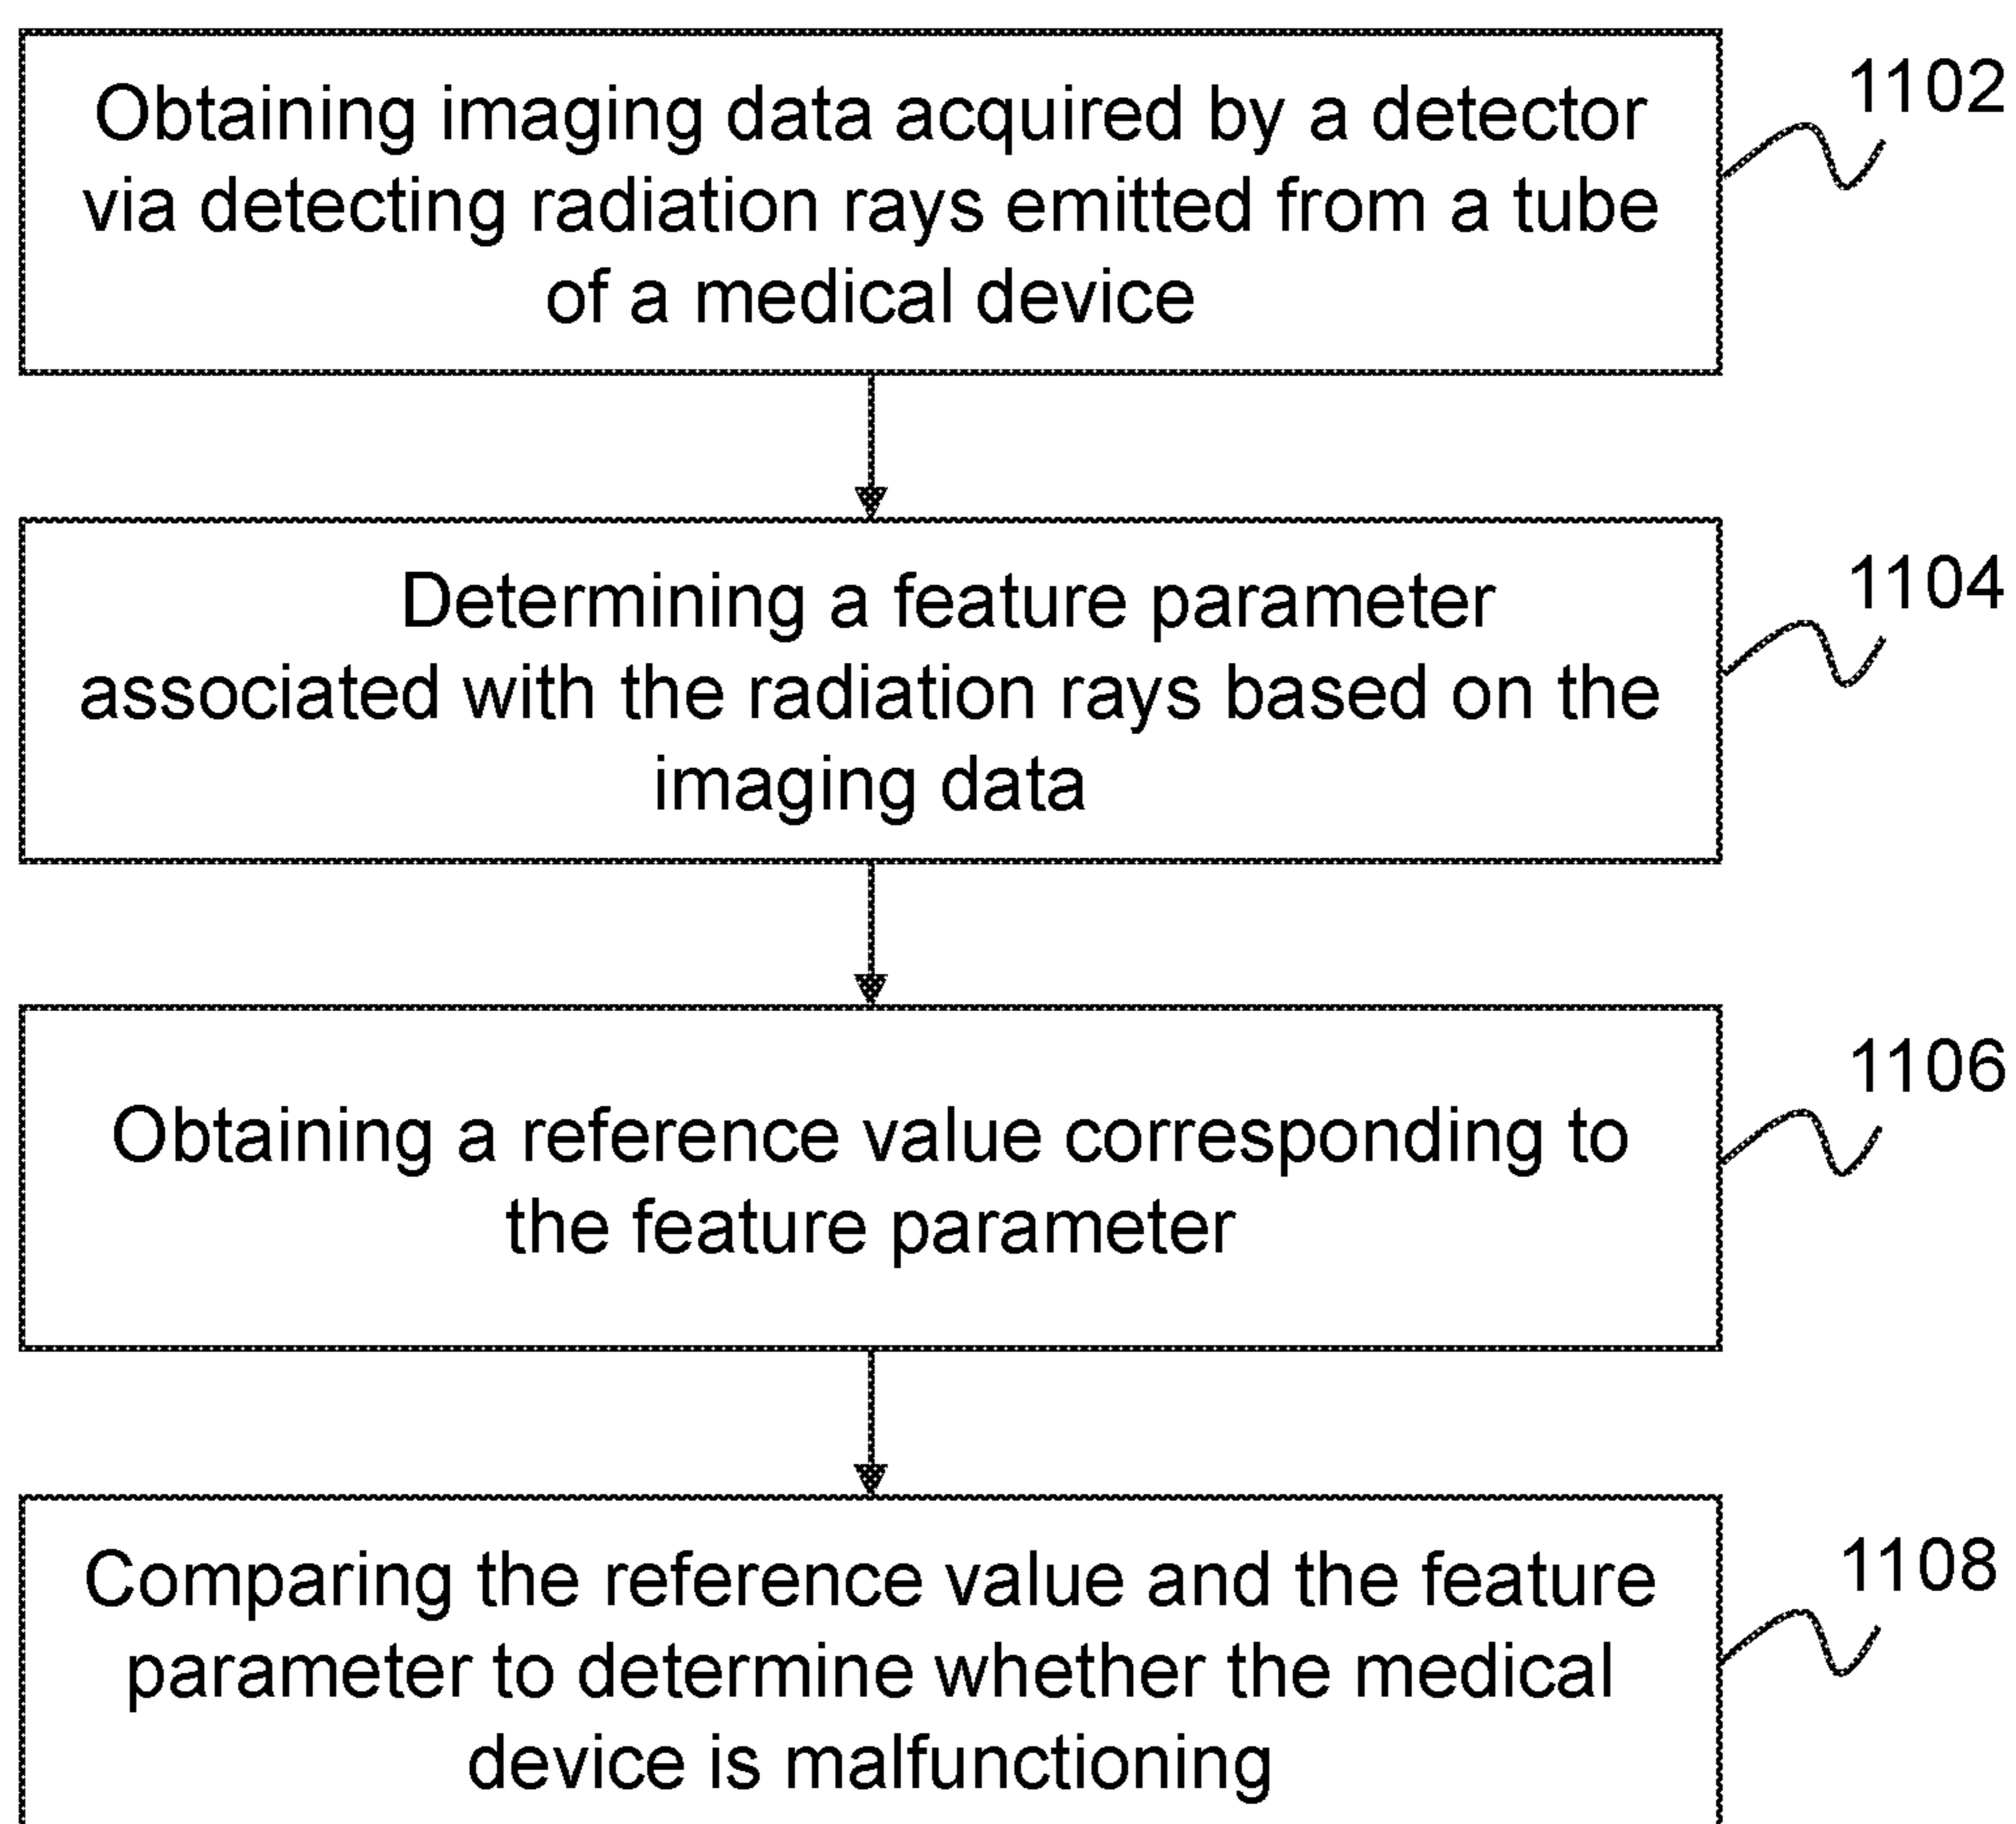 Obtaining imaging data acquired by a detector
via detecting radiation rays emitted from a tube
of a medical device
1102
Determining a feature parameter
associated with the radiation rays based on the
imaging data
1104
Obtaining a reference value corresponding to
the feature parameter
1106
Comparing the reference value and the feature
parameter to determine whether the medical
device is malfunctioning
1108